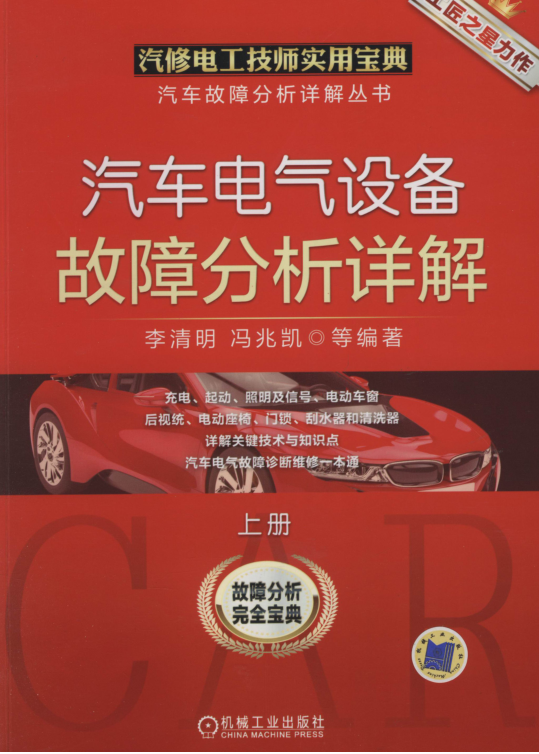 工匠之星力作
汽修电工技师实用宝典
汽车故障分析详解丛书
汽车电气设备
故障分析详解
李清明 冯兆凯◎等编著
充电、起动、照明及信号、电动车窗
后视统、电动座椅、门锁、刮水器和清洗器
详解关键技术与知识点
汽车电气故障诊断维修一本通
上册
故障分析
完全宝典
CAR
机械工业出版社
CHINA MACHINE PRESS